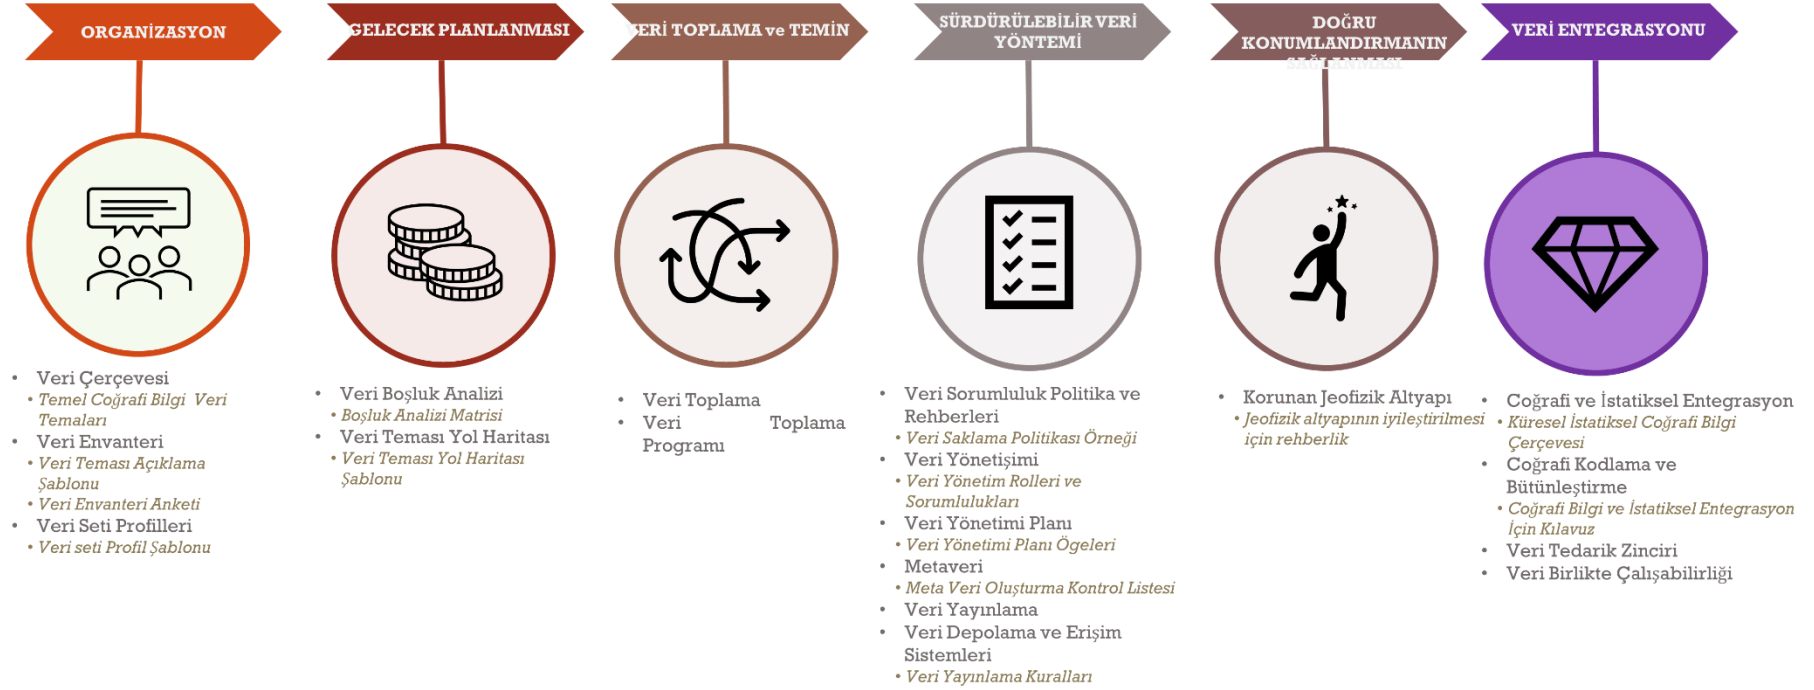 ORGANİZASYON
• Veri Çerçevesi
• Temel Coğrafi Bilgi Veri
Temaları
• Veri Envanteri
• Veri Teması Açıklama
Şablonu
• Veri Envanteri Anketi
• Veri Seti Profilleri
• Veri seti Profil Şablonu
GELECEK PLANLANMASI
• Veri Boşluk Analizi
• Boşluk Analizi Matrisi
• Veri Teması Yol Haritası
• Veri Teması Yol Haritası
Şablonu
VERİ TOPLAMA ve TEMİN
• Veri Toplama
• Veri Toplama
Programı
SÜRDÜRÜLEBİLİR VERİ
YÖNTEMİ
• Veri Sorumluluk Politika ve
Rehberleri
• Veri Saklama Politikası Örneği
• Veri Yönetişimi
• Veri Yönetim Rolleri ve
Sorumlulukları
• Veri Yönetimi Planı
• Veri Yönetimi Planı Ögeleri
• Metaveri
• Meta Veri Oluşturma Kontrol Listesi
• Veri Yayınlama
• Veri Depolama ve Erişim
Sistemleri
• Veri Yayınlama Kuralları
DOĞRU
KONUMLANDIRMANIN
SAĞLANMASI
• Korunan Jeofizik Altyapı
• Jeofizik altyapının iyileştirilmesi
için rehberlik
VERİ ENTEGRASYONU
• Coğrafi ve İstatiksel Entegrasyon
• Küresel İstatiksel Coğrafi Bilgi
Çerçevesi
• Coğrafi Kodlama ve
Bütünleştirme
• Coğrafi Bilgi ve İstatiksel Entegrasyon
İçin Kılavuz
• Veri Tedarik Zinciri
• Veri Birlikte Çalışabilirliği